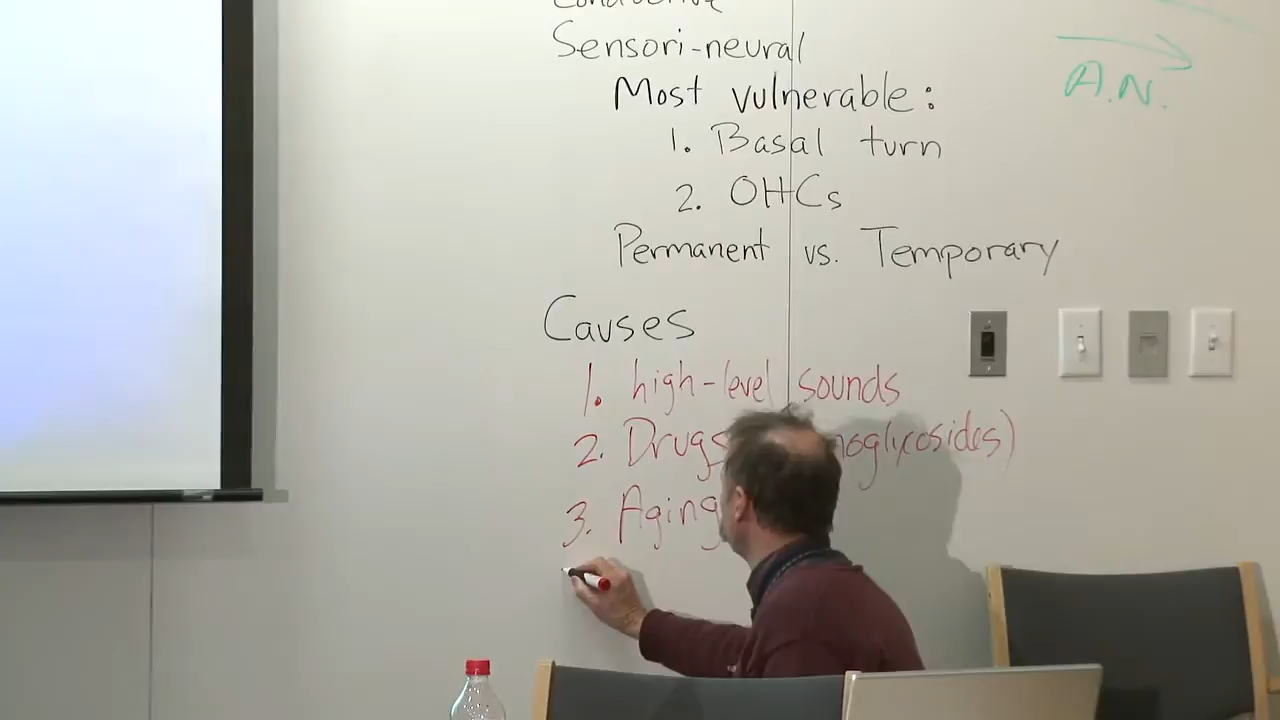 Sensori-neural
A.N.
Most vulnerable:
1. Basal turn
2. OHCs
Permanent vs. Temporary
Causes
1. high-level sounds
2. Drugs noglycosides)
3. Aging